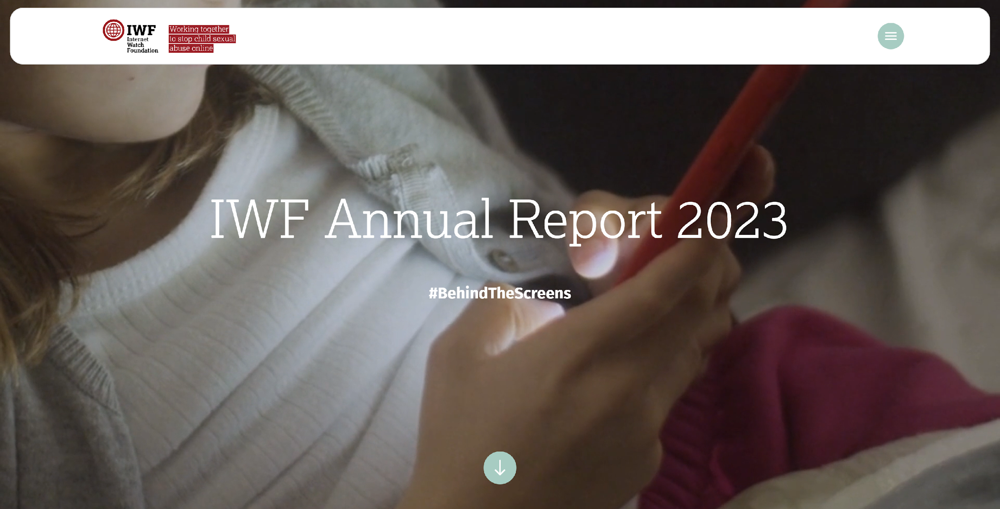 IWF
Internet
Watch
Foundation
Working together
to stop child sexual
abuse online
IWF Annual Report 2023
#BehindTheScreens